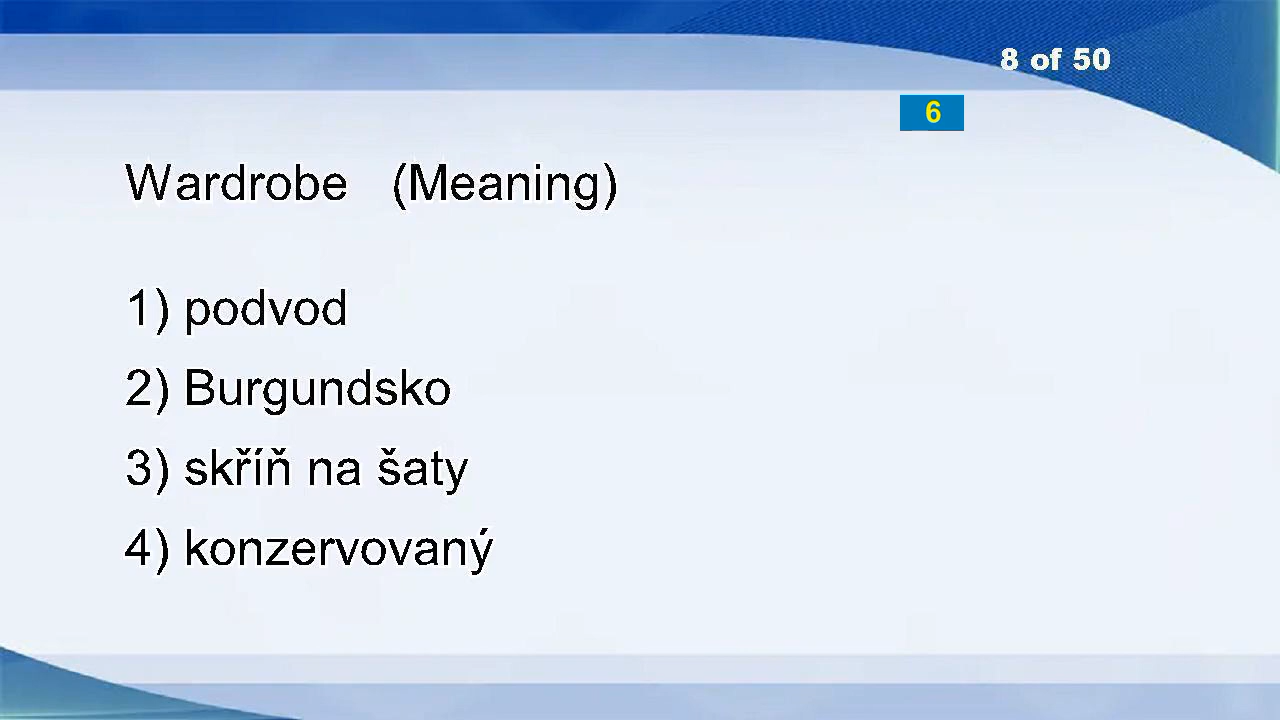 8 of 50
6
Wardrobe (Meaning)
1) podvod
2) Burgundsko
3) skříň na šaty
4) konzervovaný